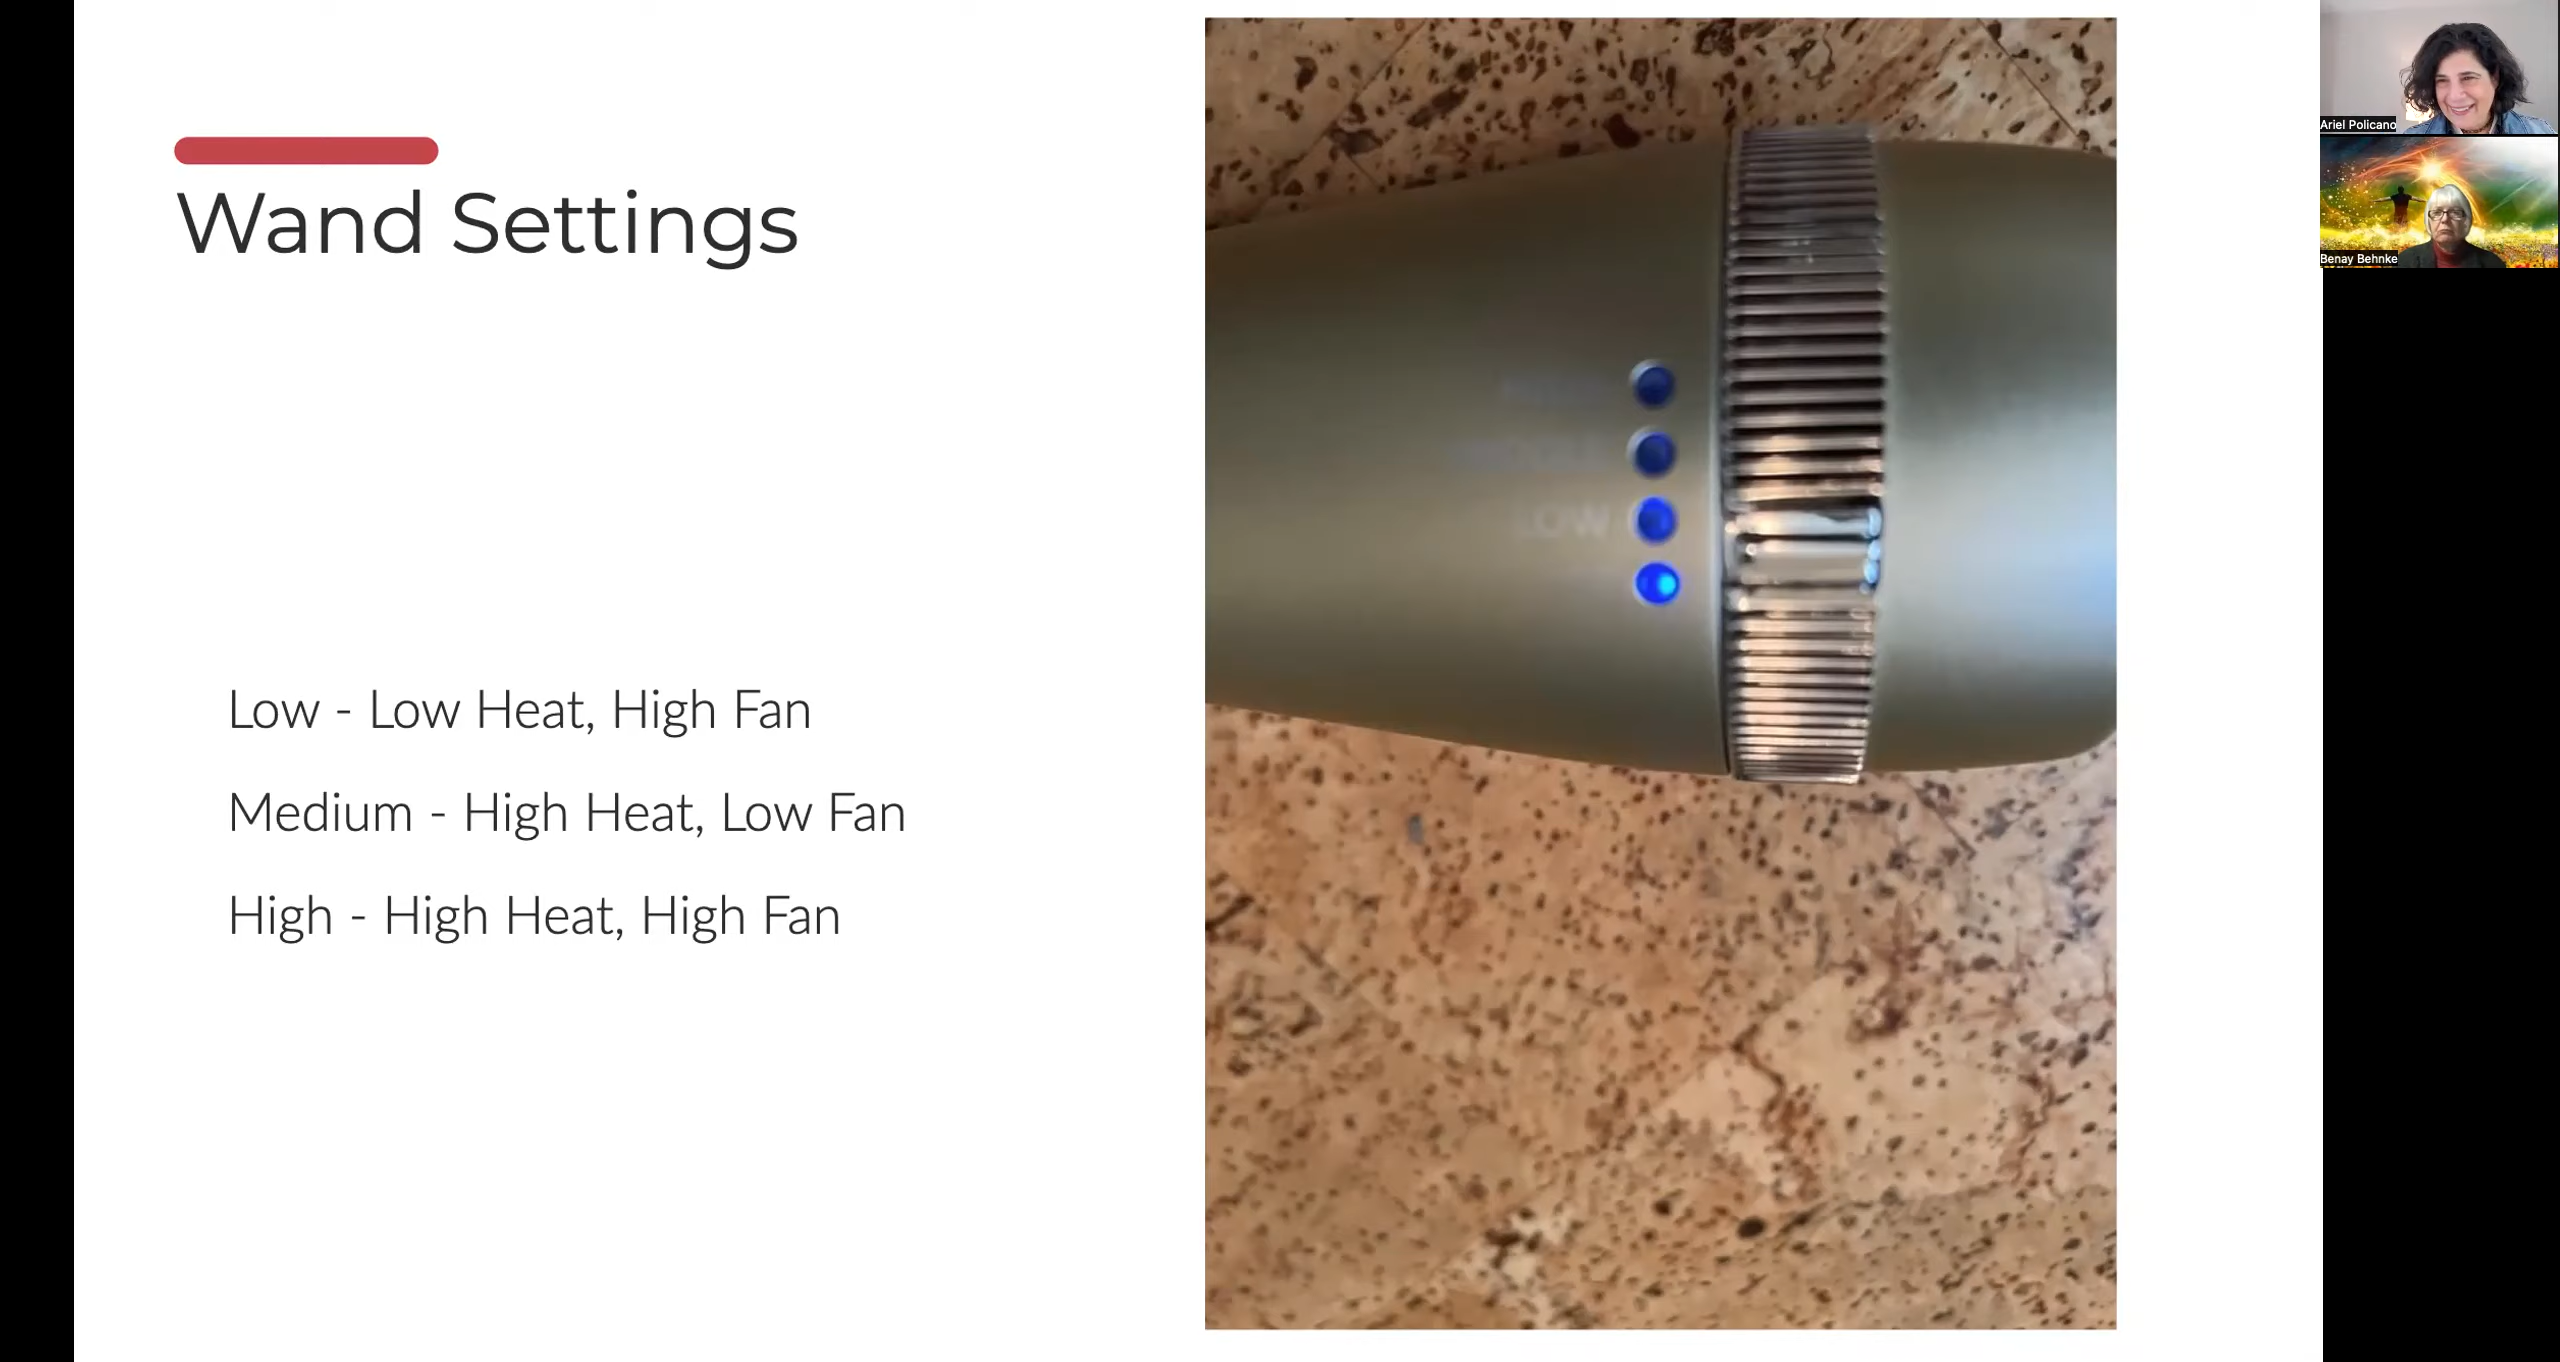 Wand Settings
Low - Low Heat, High Fan
Medium - High Heat, Low Fan
High - High Heat, High Fan
LOW
Ariel Policano
Benay Behnke